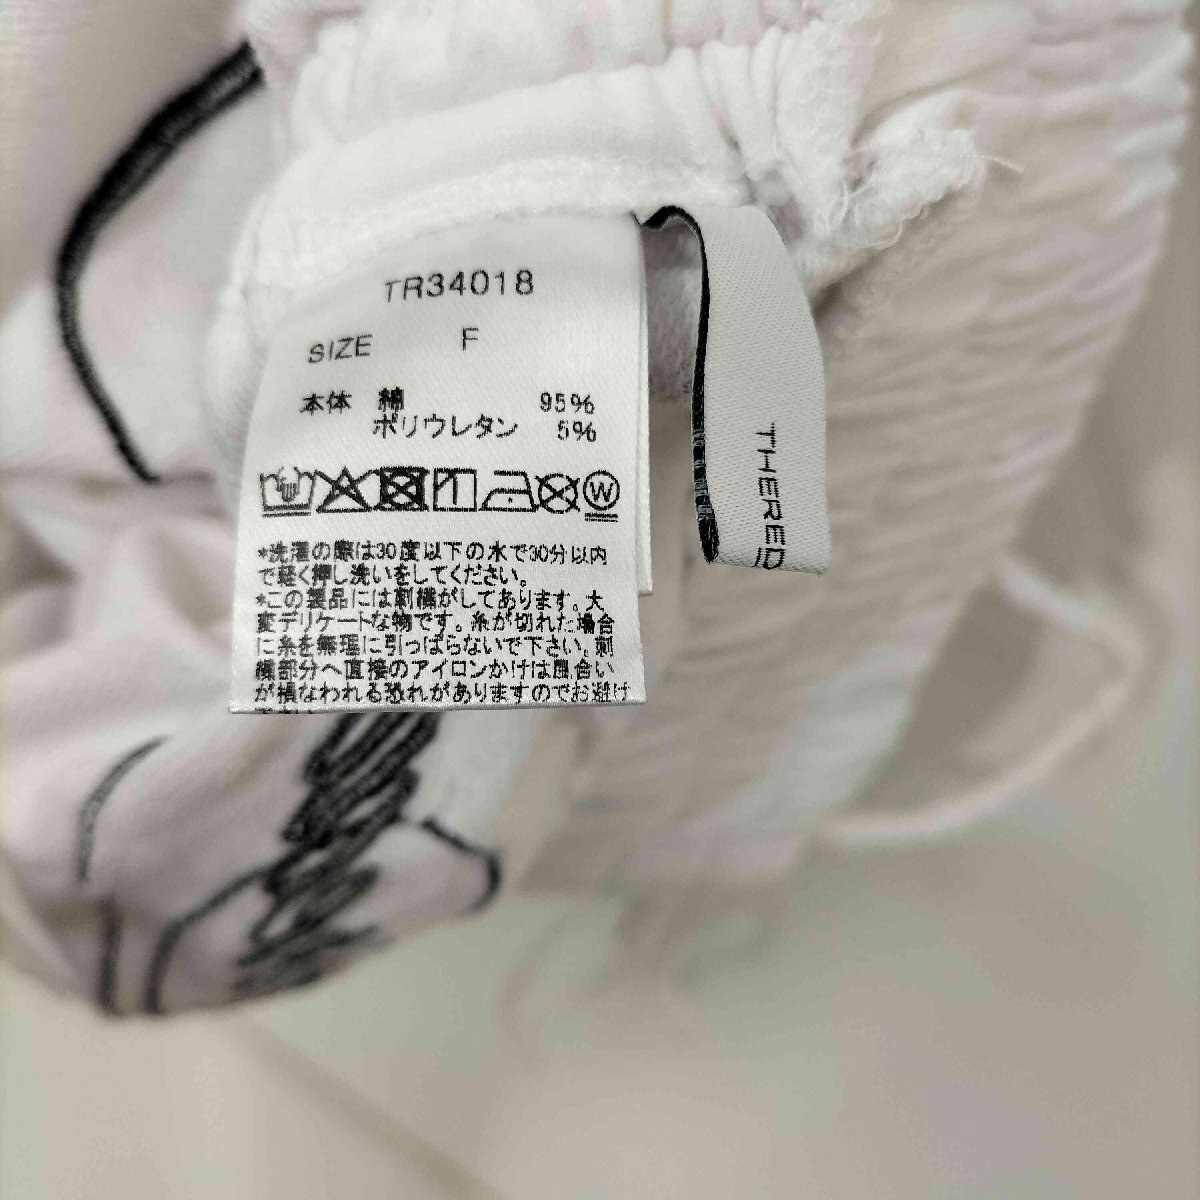 TR34018
SIZE F
本体 綿 95%
ポリウレタン 5%
W
*洗濯の際は30度以下の水で30分以内
で軽く押し洗いをしてください。
*この製品には刺繍がしてあります。大
変デリケートな物です。糸が切れた場合
に糸を無理に引っぱらないで下さい。刺
繍部分へ直接のアイロンかけは風合い
が損なわれる恐れがありますのでお避け
THERED